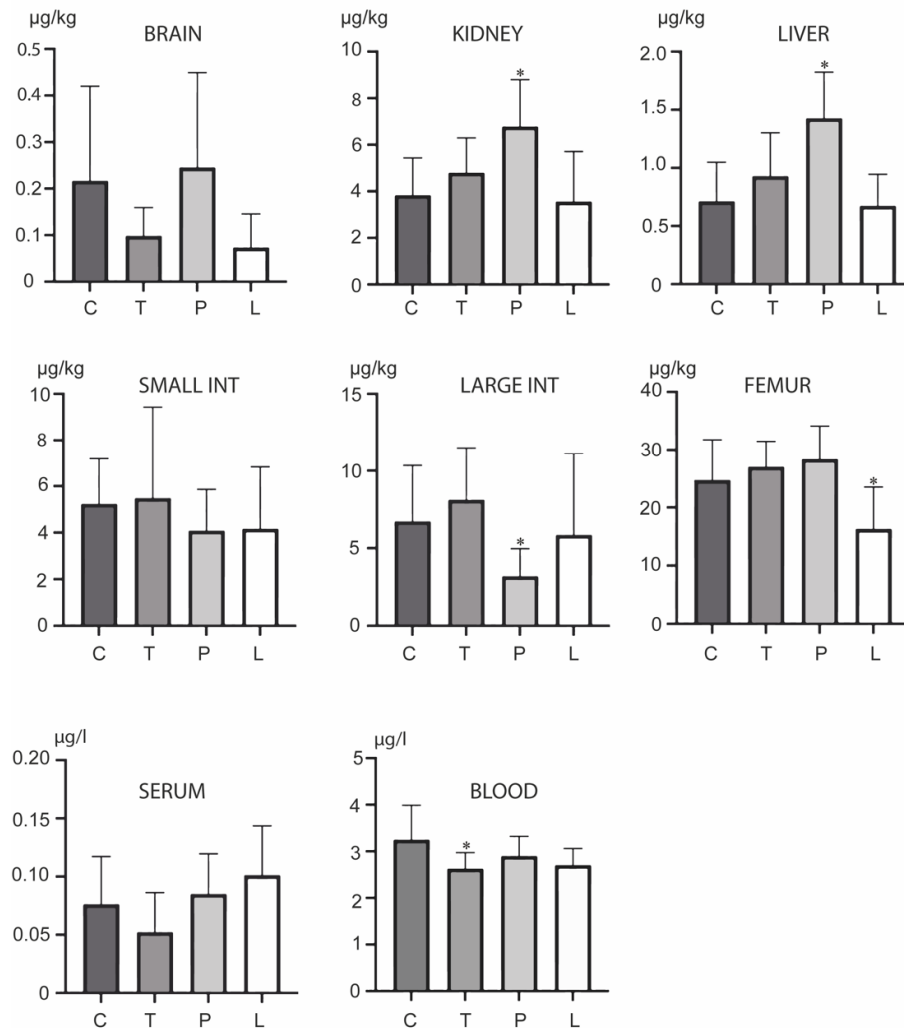 µg/kg
BRAIN
0.5
0.4
0.3
0.2
0.1
0
C T P L
µg/kg
KIDNEY
10
8
6
4
2
0
*
C T P L
µg/kg
LIVER
2.0
1.5
1.0
0.5
0
*
C T P L
µg/kg
SMALL INT
10
8
6
4
2
0
C T P L
µg/kg
LARGE INT
15
10
5
0
*
C T P L
µg/kg
FEMUR
40
30
20
10
0
*
C T P L
µg/l
SERUM
0.20
0.15
0.10
0.05
0
C T P L
µg/l
BLOOD
5
4
3
2
1
0
*
C T P L